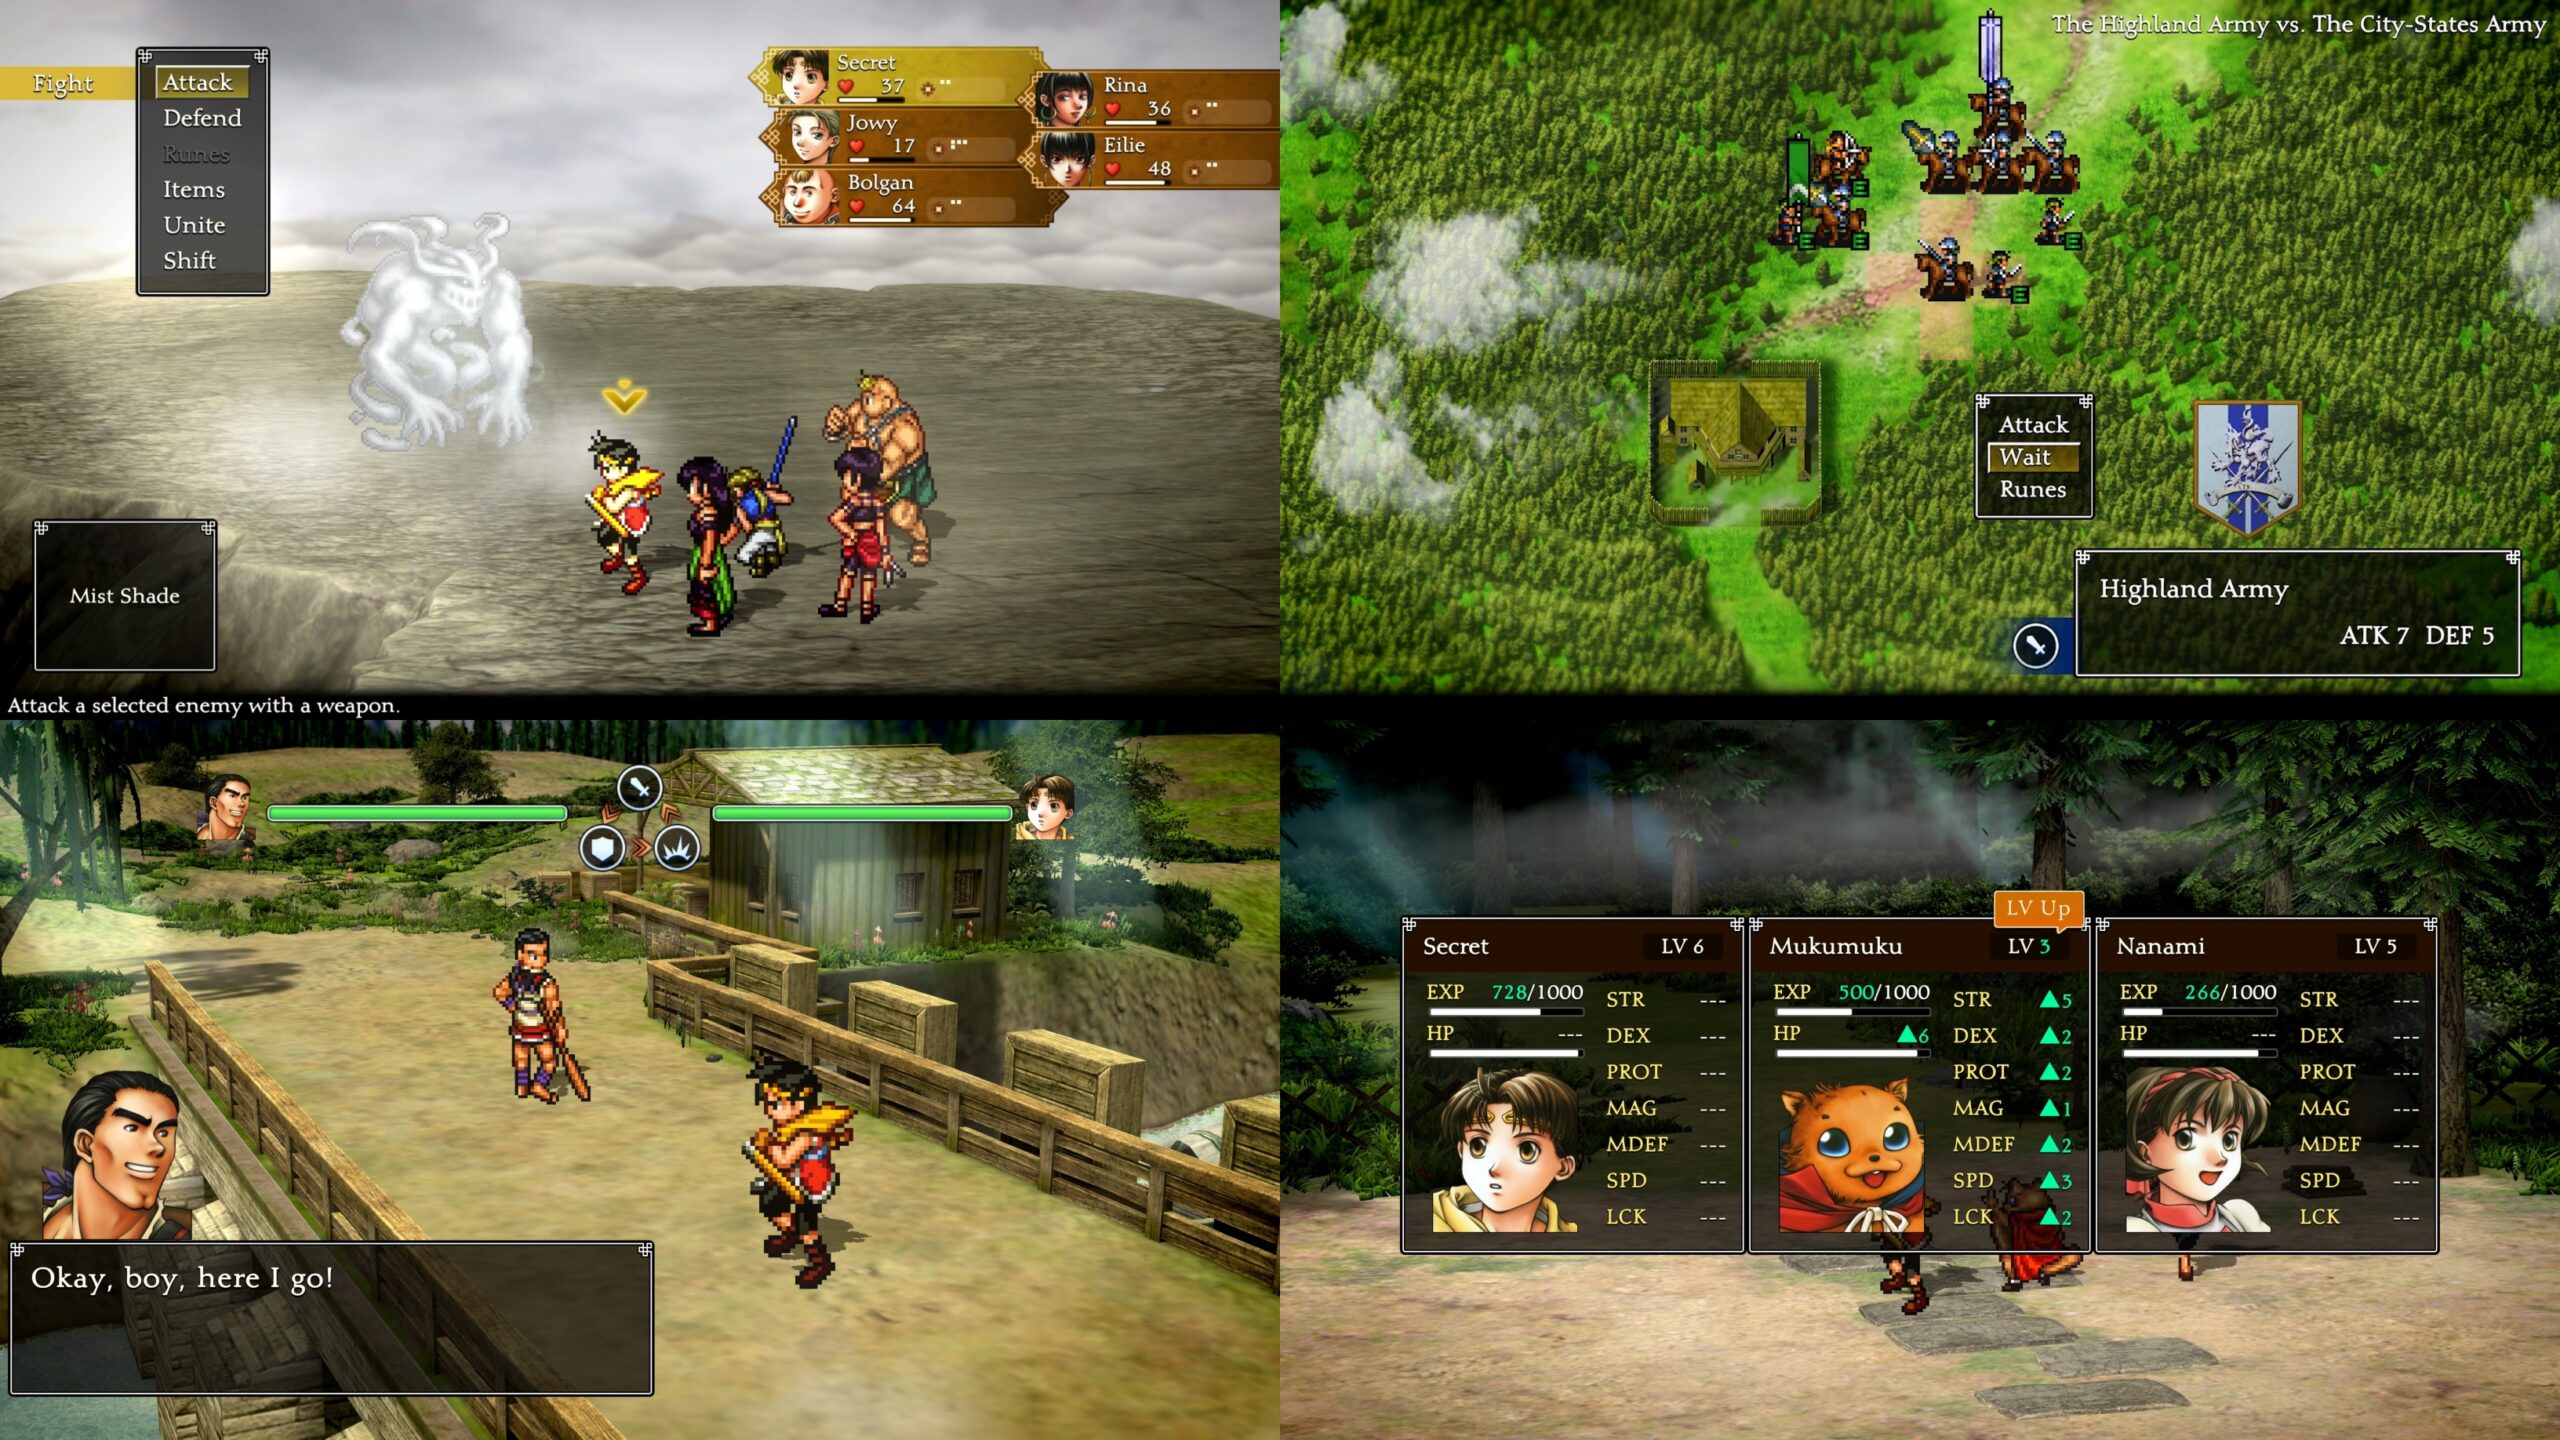 Fight
Attack
Defend
Runes
Items
Unite
Shift
Secret
37
Jowy
17
Bolgan
64
Rina
36
Eilie
48
Mist Shade
Attack a selected enemy with a weapon.
The Highland Army vs. The City-States Army
E
E
E
E
E
Attack
Wait
Runes
Highland Army
ATK 7 DEF 5
Okay, boy, here I go!
Secret LV 6
EXP 728/1000
HP ---
STR ---
DEX ---
PROT ---
MAG ---
MDEF ---
SPD ---
LCK ---
LV Up
Mukumuku LV 3
EXP 500/1000
HP ▲6
STR ▲5
DEX ▲2
PROT ▲2
MAG ▲1
MDEF ▲2
SPD ▲3
LCK ▲2
Nanami LV 5
EXP 266/1000
HP ---
STR ---
DEX ---
PROT ---
MAG ---
MDEF ---
SPD ---
LCK ---